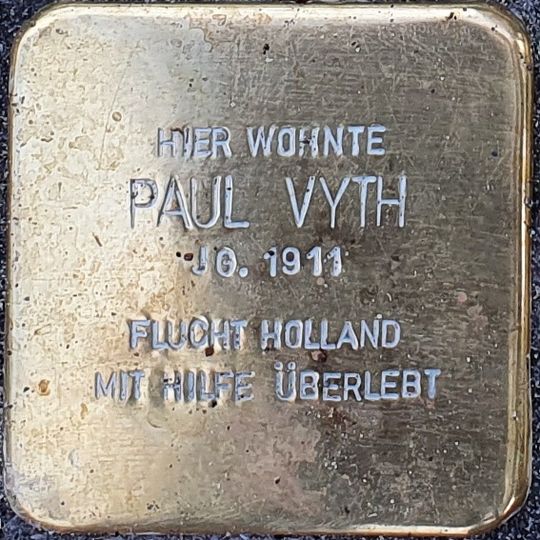 HIER WOHNTE
PAUL VYTH
JG. 1911
FLUCHT HOLLAND
MIT HILFE ÜBERLEBT